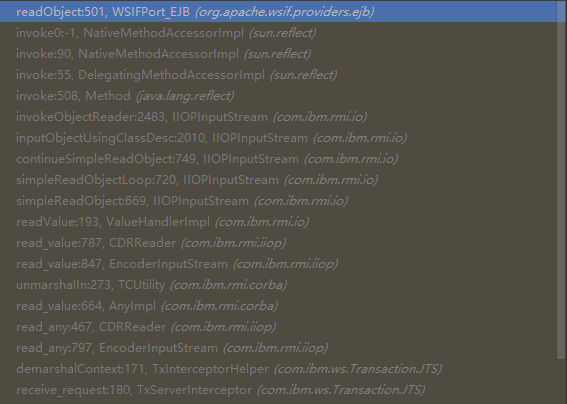 readObject:501, WSIFPort_EJB (org.apache.wsif.providers.ejb)
invoke0:-1, NativeMethodAccessorImpl (sun.reflect)
invoke:90, NativeMethodAccessorImpl (sun.reflect)
invoke:55, DelegatingMethodAccessorImpl (sun.reflect)
invoke:508, Method (java.lang.reflect)
invokeObjectReader:2483, IIOPInputStream (com.ibm.rmi.io)
inputObjectUsingClassDesc:2010, IIOPInputStream (com.ibm.rmi.io)
continueSimpleReadObject:749, IIOPInputStream (com.ibm.rmi.io)
simpleReadObjectLoop:720, IIOPInputStream (com.ibm.rmi.io)
simpleReadObject:669, IIOPInputStream (com.ibm.rmi.io)
readValue:193, ValueHandlerImpl (com.ibm.rmi.io)
read_value:787, CDRReader (com.ibm.rmi.iiop)
read_value:847, EncoderInputStream (com.ibm.rmi.iiop)
unmarshalIn:273, TCUtility (com.ibm.rmi.corba)
read_value:664, AnyImpl (com.ibm.rmi.corba)
read_any:467, CDRReader (com.ibm.rmi.iiop)
read_any:797, EncoderInputStream (com.ibm.rmi.iiop)
demarshalContext:171, TxInterceptorHelper (com.ibm.ws.Transaction.JTS)
receive_request:180, TxServerInterceptor (com.ibm.ws.Transaction.JTS)